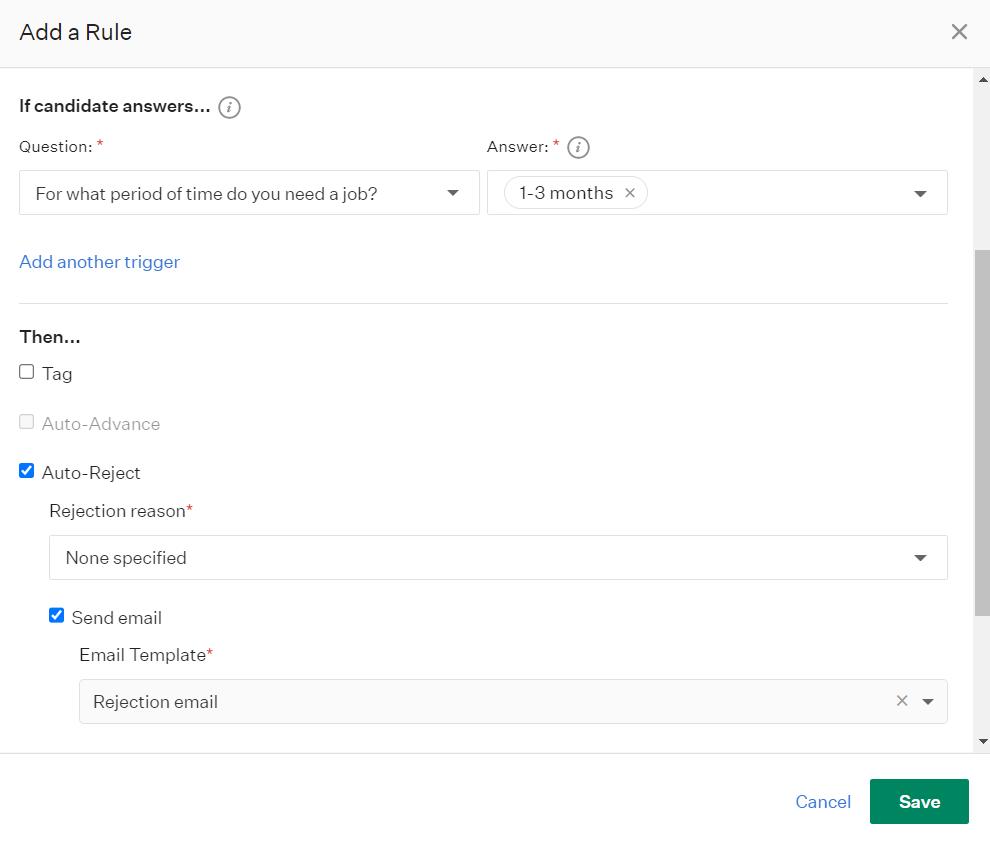 Add a Rule
If candidate answers...
Question: * Answer: *
For what period of time do you need a job? 1-3 months
Add another trigger
Then...
Tag
Auto-Advance
Auto-Reject
Rejection reason*
None specified
Send email
Email Template*
Rejection email
Cancel Save